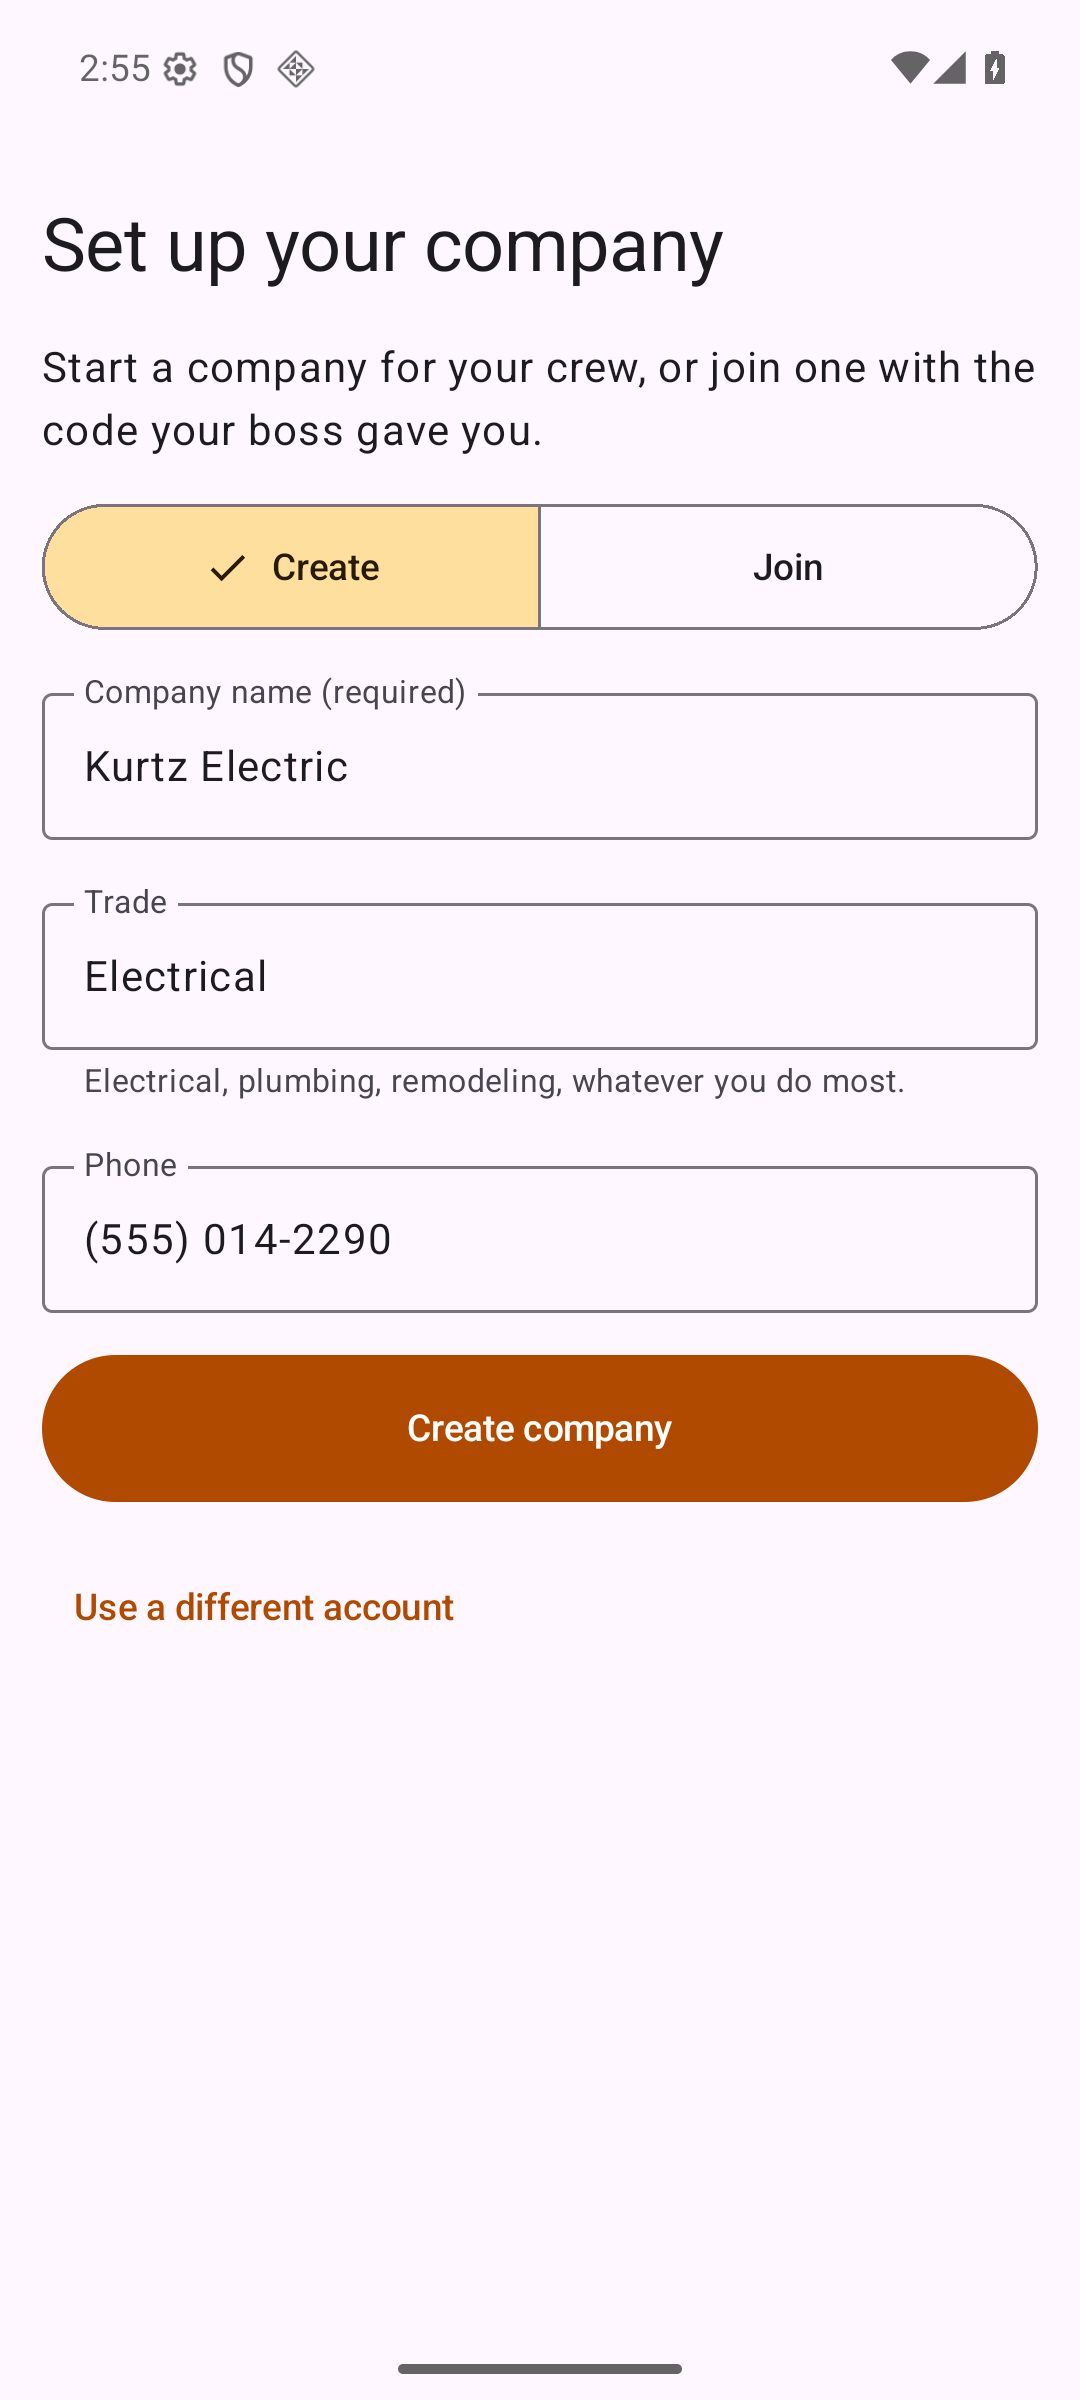 2:55
Set up your company
Start a company for your crew, or join one with the
code your boss gave you.
Create
Join
Company name (required)
Kurtz Electric
Trade
Electrical
Electrical, plumbing, remodeling, whatever you do most.
Phone
(555) 014-2290
Create company
Use a different account